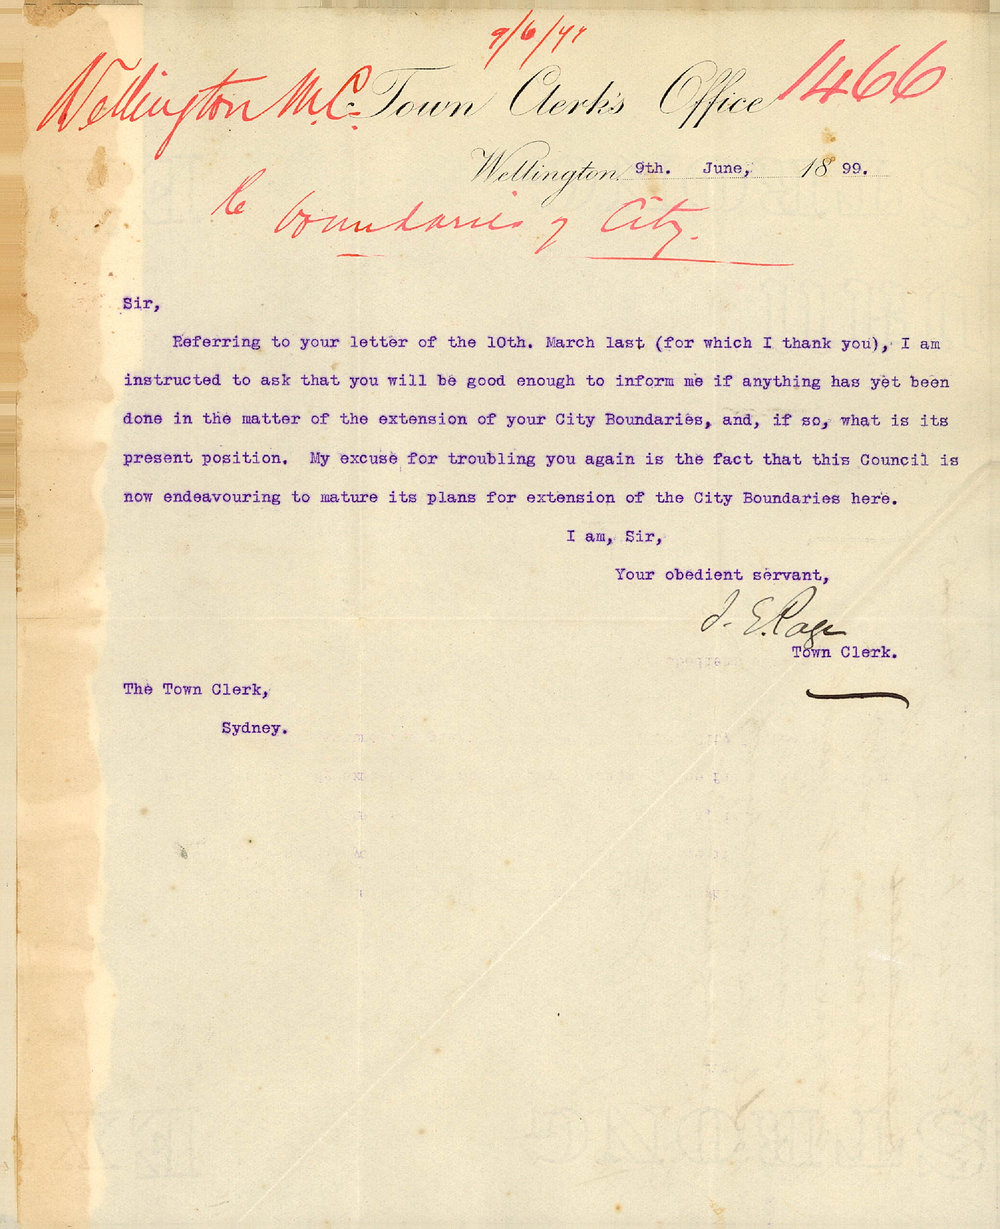 9/6/99
Wellington M.C. Town Clerk's Office 1466
Wellington, 9th. June, 1899.
Re boundaries of City.
Sir,
Referring to your letter of the 10th. March last (for which I thank you), I am
instructed to ask that you will be good enough to inform me if anything has yet been
done in the matter of the extension of your City Boundaries, and, if so, what is its
present position. My excuse for troubling you again is the fact that this Council is
now endeavouring to mature its plans for extension of the City Boundaries here.
I am, Sir,
Your obedient servant,
J. E. Page
Town Clerk.
The Town Clerk,
Sydney.